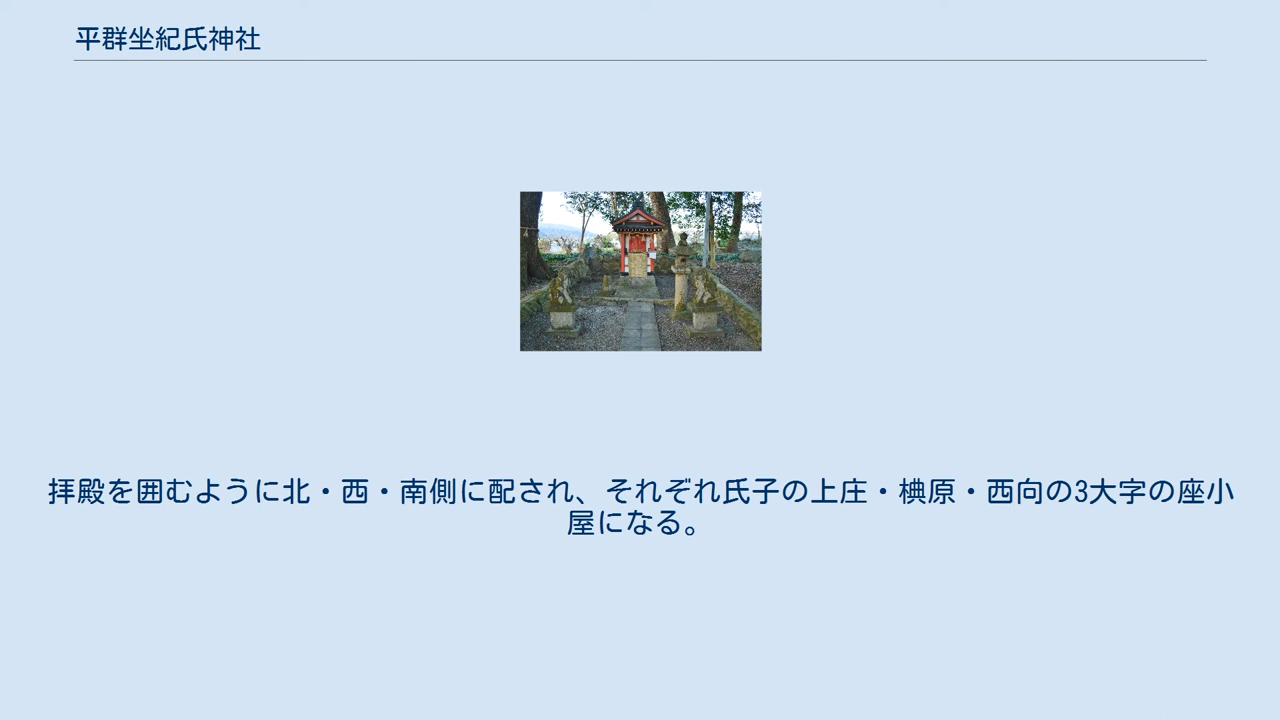 平群坐紀氏神社
拝殿を囲むように北・西・南側に配され、それぞれ氏子の上庄・椣原・西向の3大字の座小
屋になる。